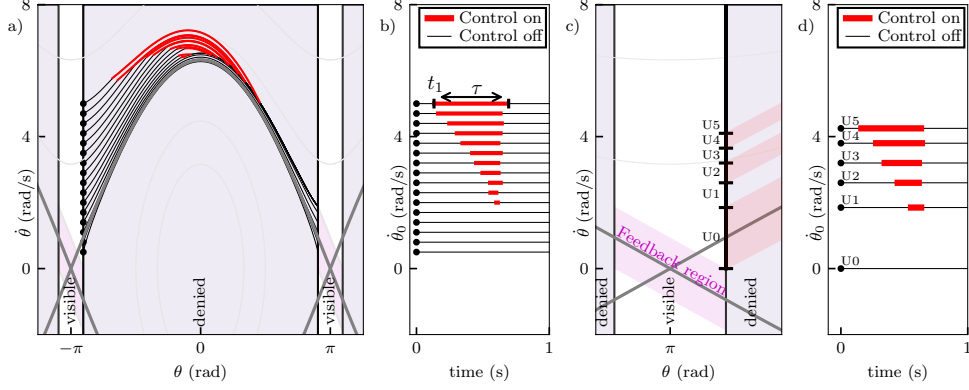 a)
8
4
0
θ̇ (rad/s)
visible
denied
visible
−π
0
π
θ (rad)
b)
Control on
Control off
t₁
τ
8
4
0
θ̇₀ (rad/s)
0
1
time (s)
c)
8
4
0
θ̇ (rad/s)
U5
U4
U3
U2
U1
U0
Feedback region
denied
visible
denied
π
θ (rad)
d)
Control on
Control off
8
4
0
θ̇₀ (rad/s)
U5
U4
U3
U2
U1
U0
0
1
time (s)